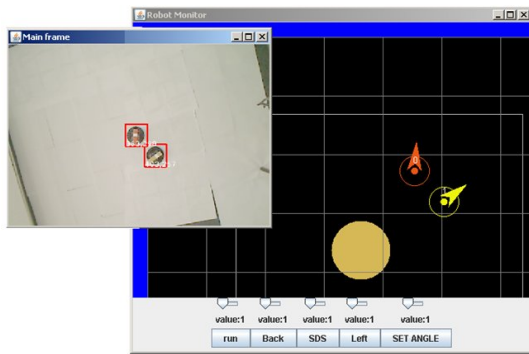 Robot Monitor
Main frame
0
value:1 value:1 value:1 value:1 value:1
run Back SDS Left SET ANGLE